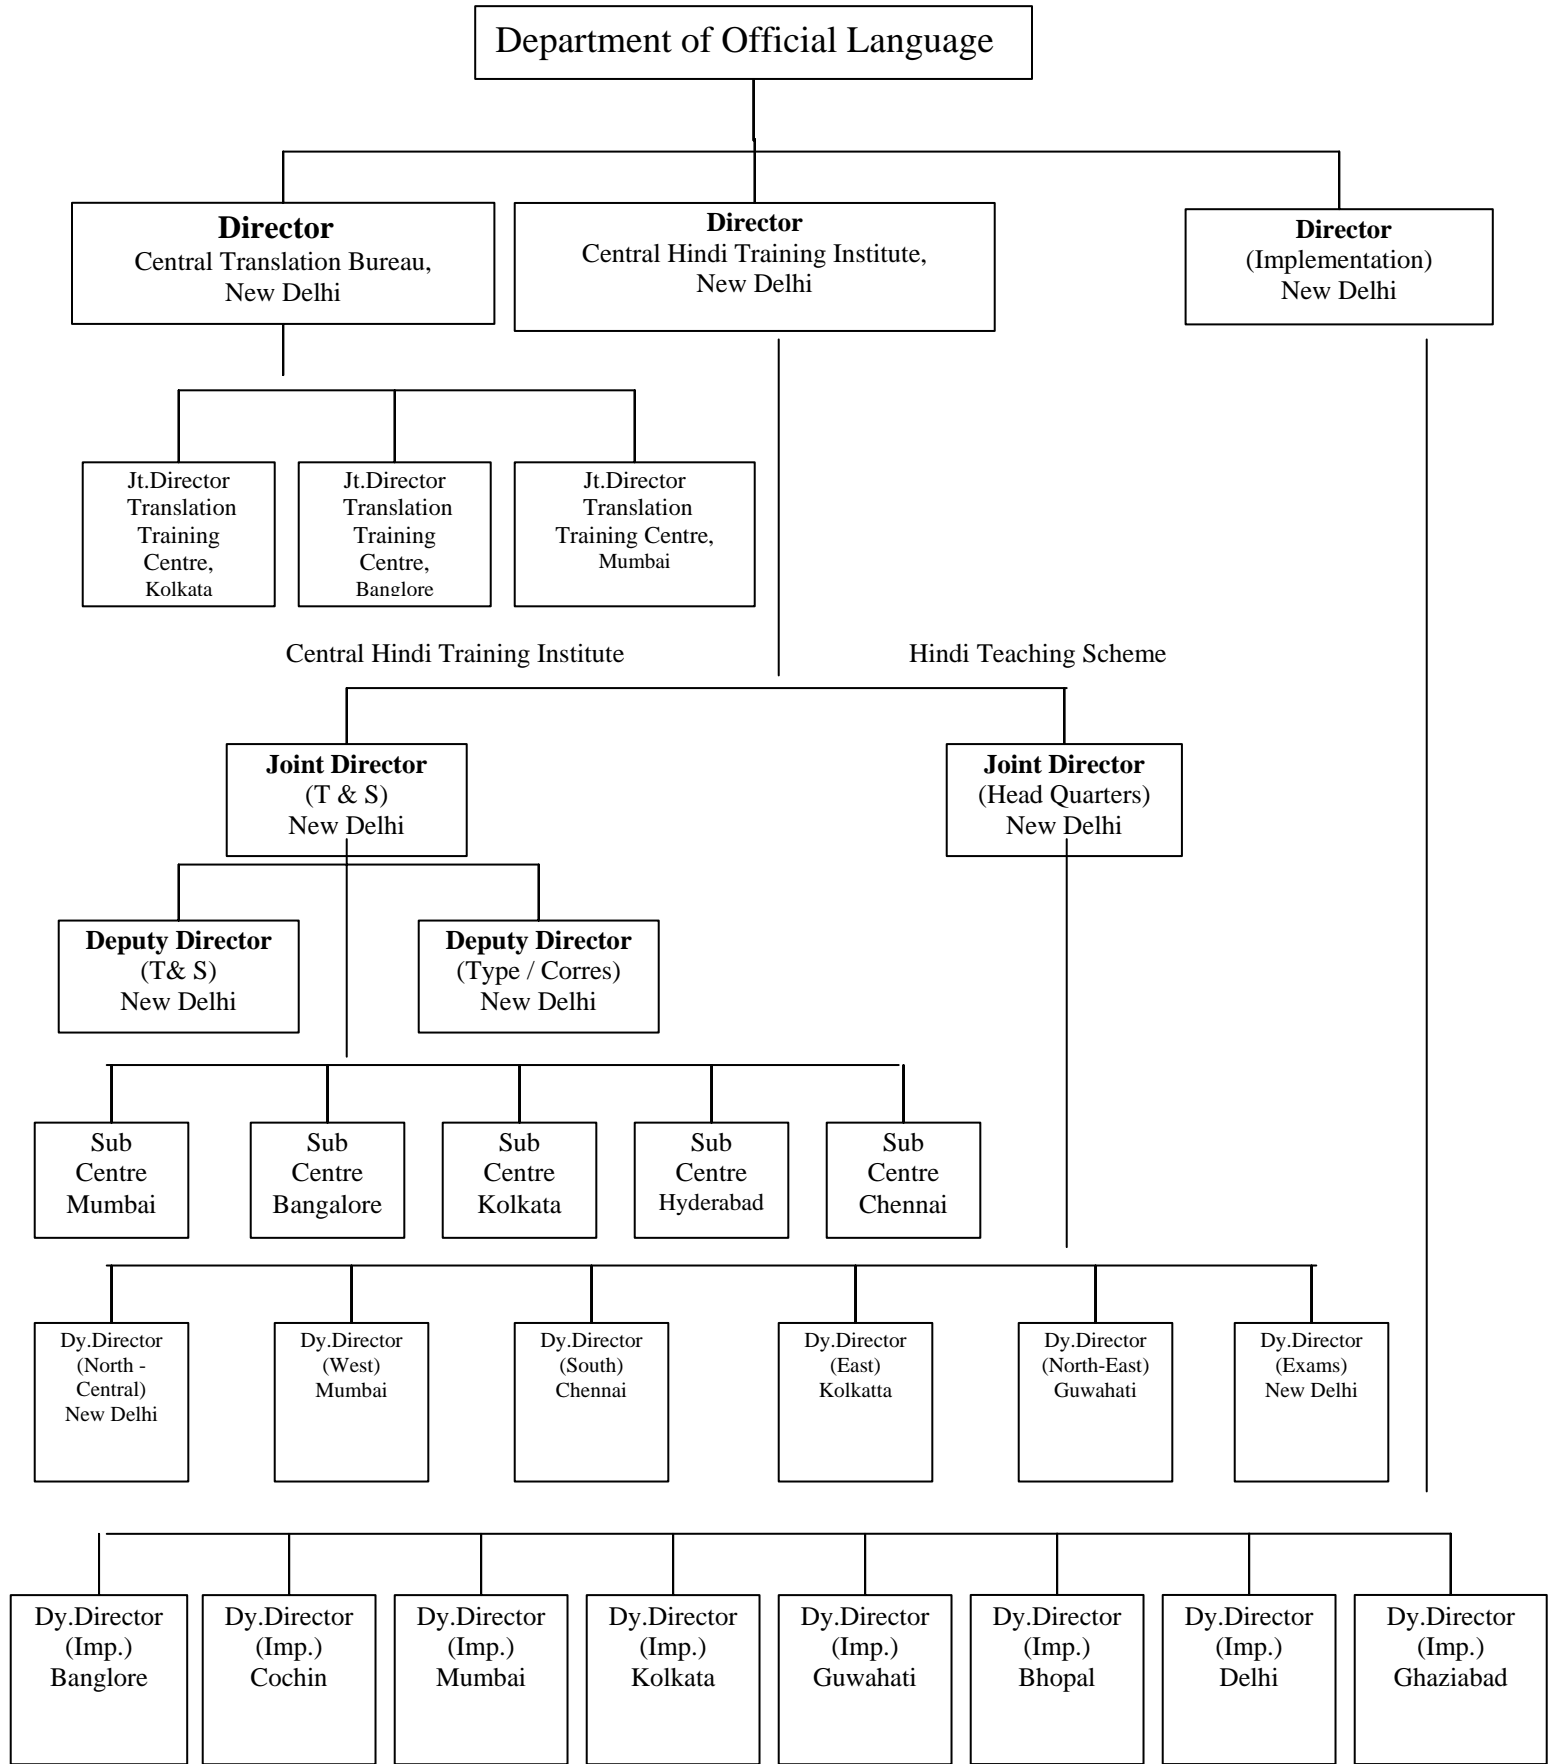 Department of Official Language
Director
Central Translation Bureau,
New Delhi
Director
Central Hindi Training Institute,
New Delhi
Director
(Implementation)
New Delhi
Jt.Director
Translation
Training
Centre,
Kolkata
Jt.Director
Translation
Training
Centre,
Banglore
Jt.Director
Translation
Training Centre,
Mumbai
Central Hindi Training Institute
Hindi Teaching Scheme
Joint Director
(T & S)
New Delhi
Joint Director
(Head Quarters)
New Delhi
Deputy Director
(T& S)
New Delhi
Deputy Director
(Type / Corres)
New Delhi
Sub
Centre
Mumbai
Sub
Centre
Bangalore
Sub
Centre
Kolkata
Sub
Centre
Hyderabad
Sub
Centre
Chennai
Dy.Director
(North -
Central)
New Delhi
Dy.Director
(West)
Mumbai
Dy.Director
(South)
Chennai
Dy.Director
(East)
Kolkatta
Dy.Director
(North-East)
Guwahati
Dy.Director
(Exams)
New Delhi
Dy.Director
(Imp.)
Banglore
Dy.Director
(Imp.)
Cochin
Dy.Director
(Imp.)
Mumbai
Dy.Director
(Imp.)
Kolkata
Dy.Director
(Imp.)
Guwahati
Dy.Director
(Imp.)
Bhopal
Dy.Director
(Imp.)
Delhi
Dy.Director
(Imp.)
Ghaziabad